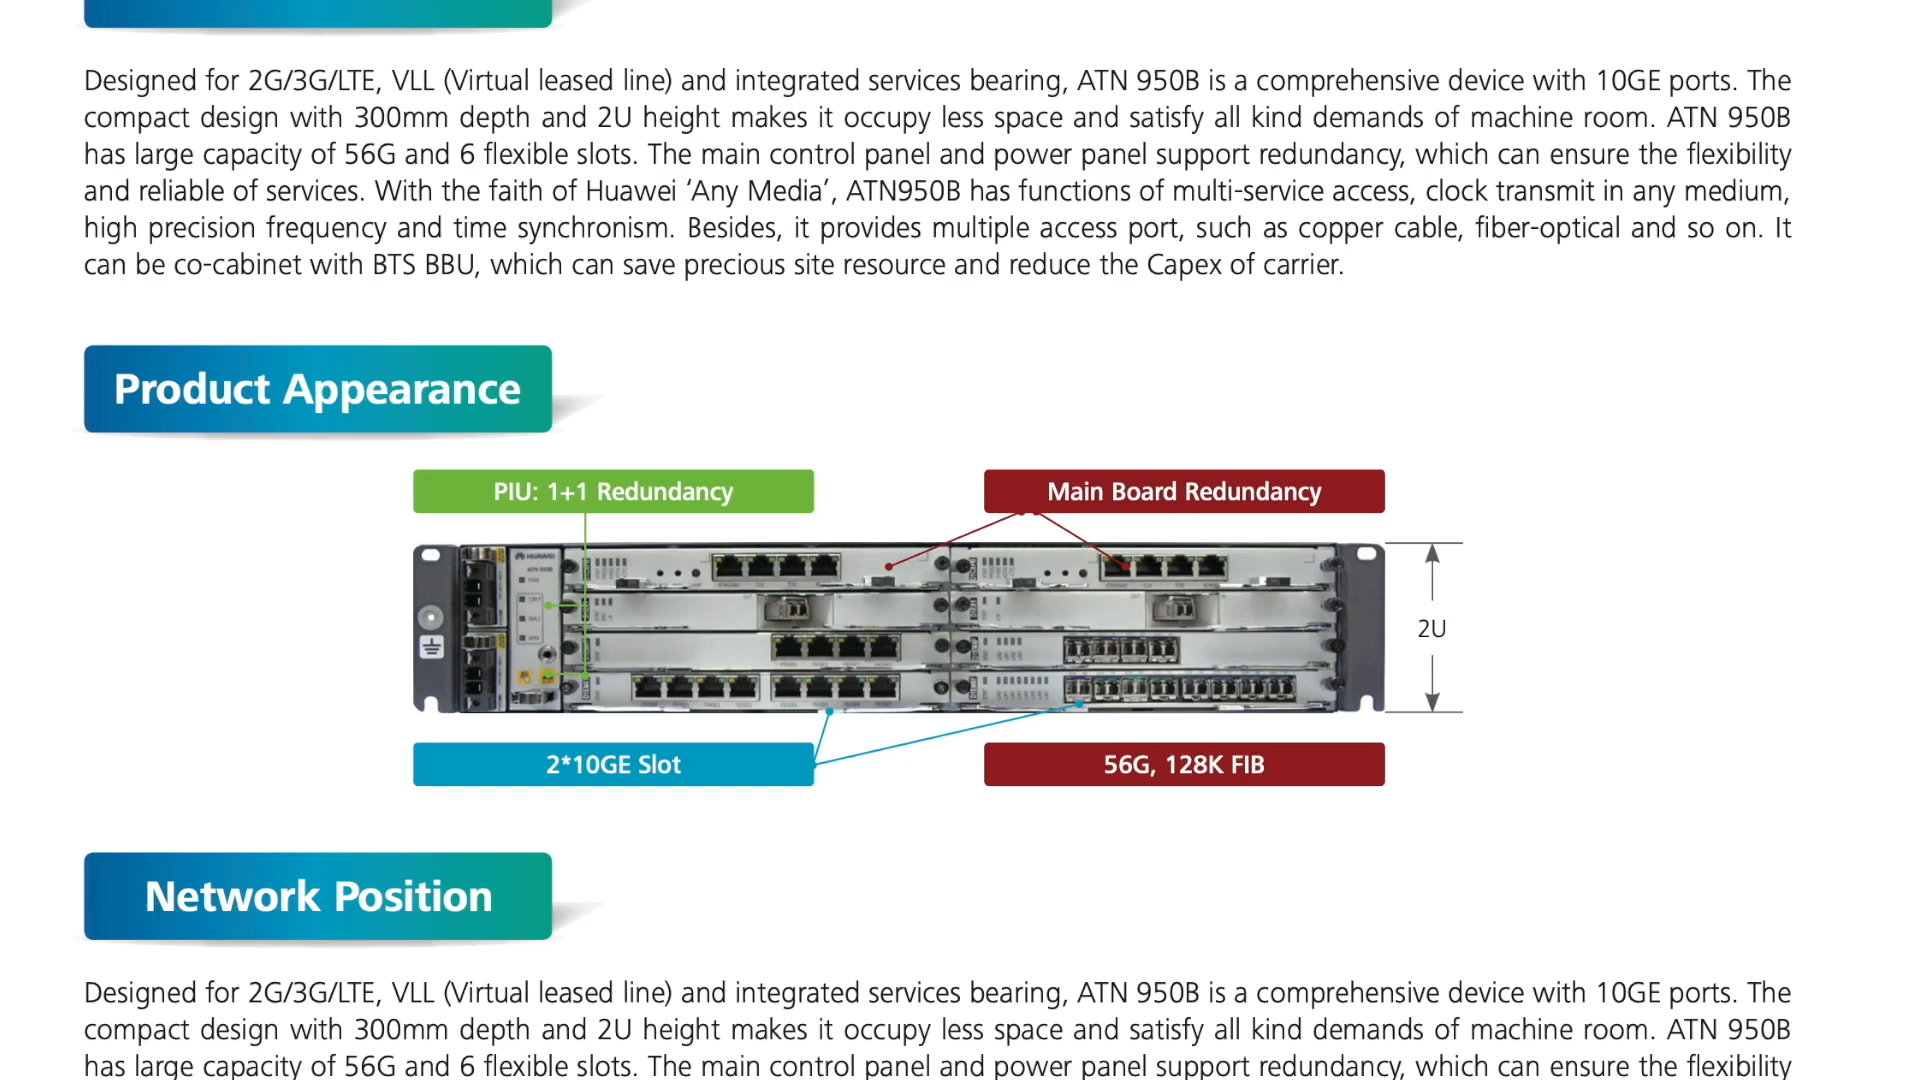 Designed for 2G/3G/LTE, VLL (Virtual leased line) and integrated services bearing, ATN 950B is a comprehensive device with 10GE ports. The
compact design with 300mm depth and 2U height makes it occupy less space and satisfy all kind demands of machine room. ATN 950B
has large capacity of 56G and 6 flexible slots. The main control panel and power panel support redundancy, which can ensure the flexibility
and reliable of services. With the faith of Huawei ‘Any Media’, ATN950B has functions of multi-service access, clock transmit in any medium,
high precision frequency and time synchronism. Besides, it provides multiple access port, such as copper cable, fiber-optical and so on. It
can be co-cabinet with BTS BBU, which can save precious site resource and reduce the Capex of carrier.
Product Appearance
PIU: 1+1 Redundancy
Main Board Redundancy
HUAWEI
2U
2*10GE Slot
56G, 128K FIB
Network Position
Designed for 2G/3G/LTE, VLL (Virtual leased line) and integrated services bearing, ATN 950B is a comprehensive device with 10GE ports. The
compact design with 300mm depth and 2U height makes it occupy less space and satisfy all kind demands of machine room. ATN 950B
has large capacity of 56G and 6 flexible slots. The main control panel and power panel support redundancy, which can ensure the flexibility